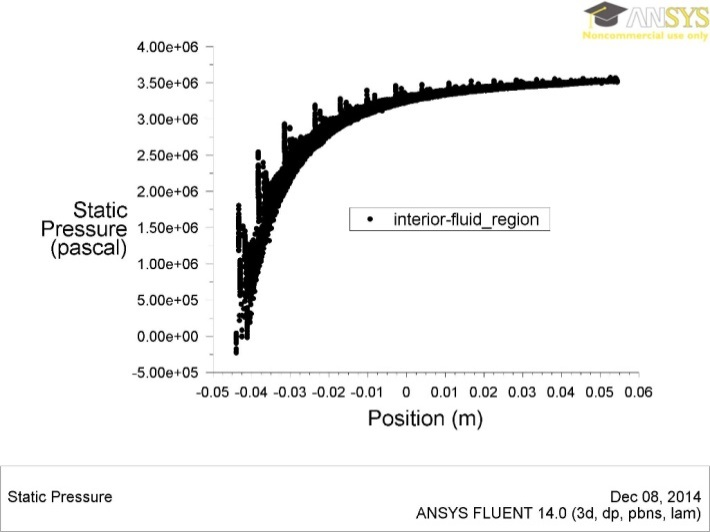 ANSYS
Noncommercial use only
4.00e+06
3.50e+06
3.00e+06
2.50e+06
2.00e+06
1.50e+06
1.00e+06
5.00e+05
0.00e+00
-5.00e+05
Static
Pressure
(pascal)
interior-fluid_region
-0.05 -0.04 -0.03 -0.02 -0.01 0 0.01 0.02 0.03 0.04 0.05 0.06
Position (m)
Static Pressure
Dec 08, 2014
ANSYS FLUENT 14.0 (3d, dp, pbns, lam)